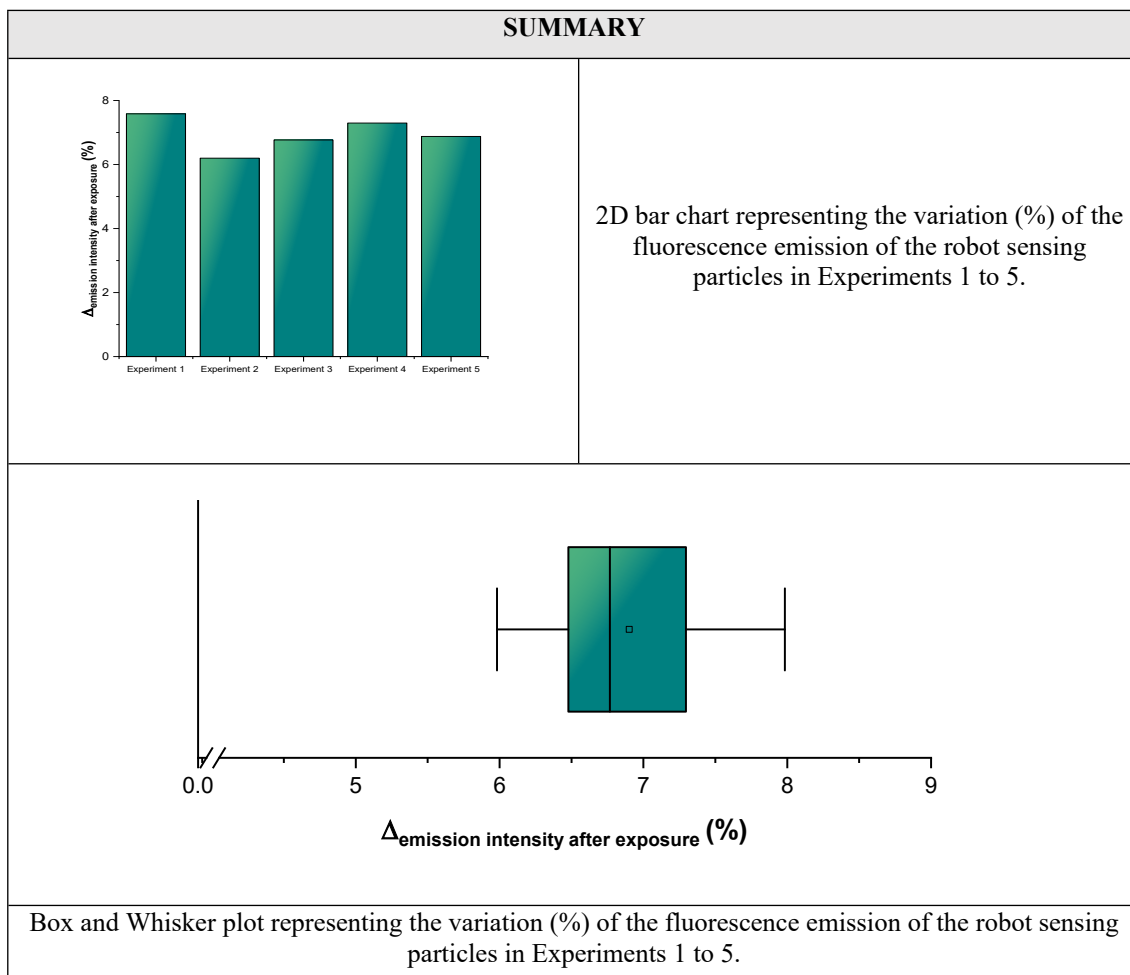 SUMMARY
8
6
4
2
0
Δemission intensity after exposure (%)
Experiment 1 Experiment 2 Experiment 3 Experiment 4 Experiment 5
2D bar chart representing the variation (%) of the
fluorescence emission of the robot sensing
particles in Experiments 1 to 5.
0.0 5 6 7 8 9
Δemission intensity after exposure (%)
Box and Whisker plot representing the variation (%) of the fluorescence emission of the robot sensing
particles in Experiments 1 to 5.